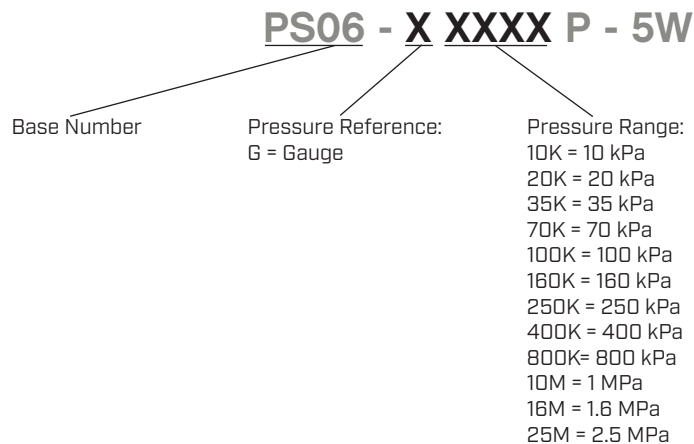 PS06 - X XXXX P - 5W
Base Number
Pressure Reference:
G = Gauge
Pressure Range:
10K = 10 kPa
20K = 20 kPa
35K = 35 kPa
70K = 70 kPa
100K = 100 kPa
160K = 160 kPa
250K = 250 kPa
400K = 400 kPa
800K= 800 kPa
10M = 1 MPa
16M = 1.6 MPa
25M = 2.5 MPa